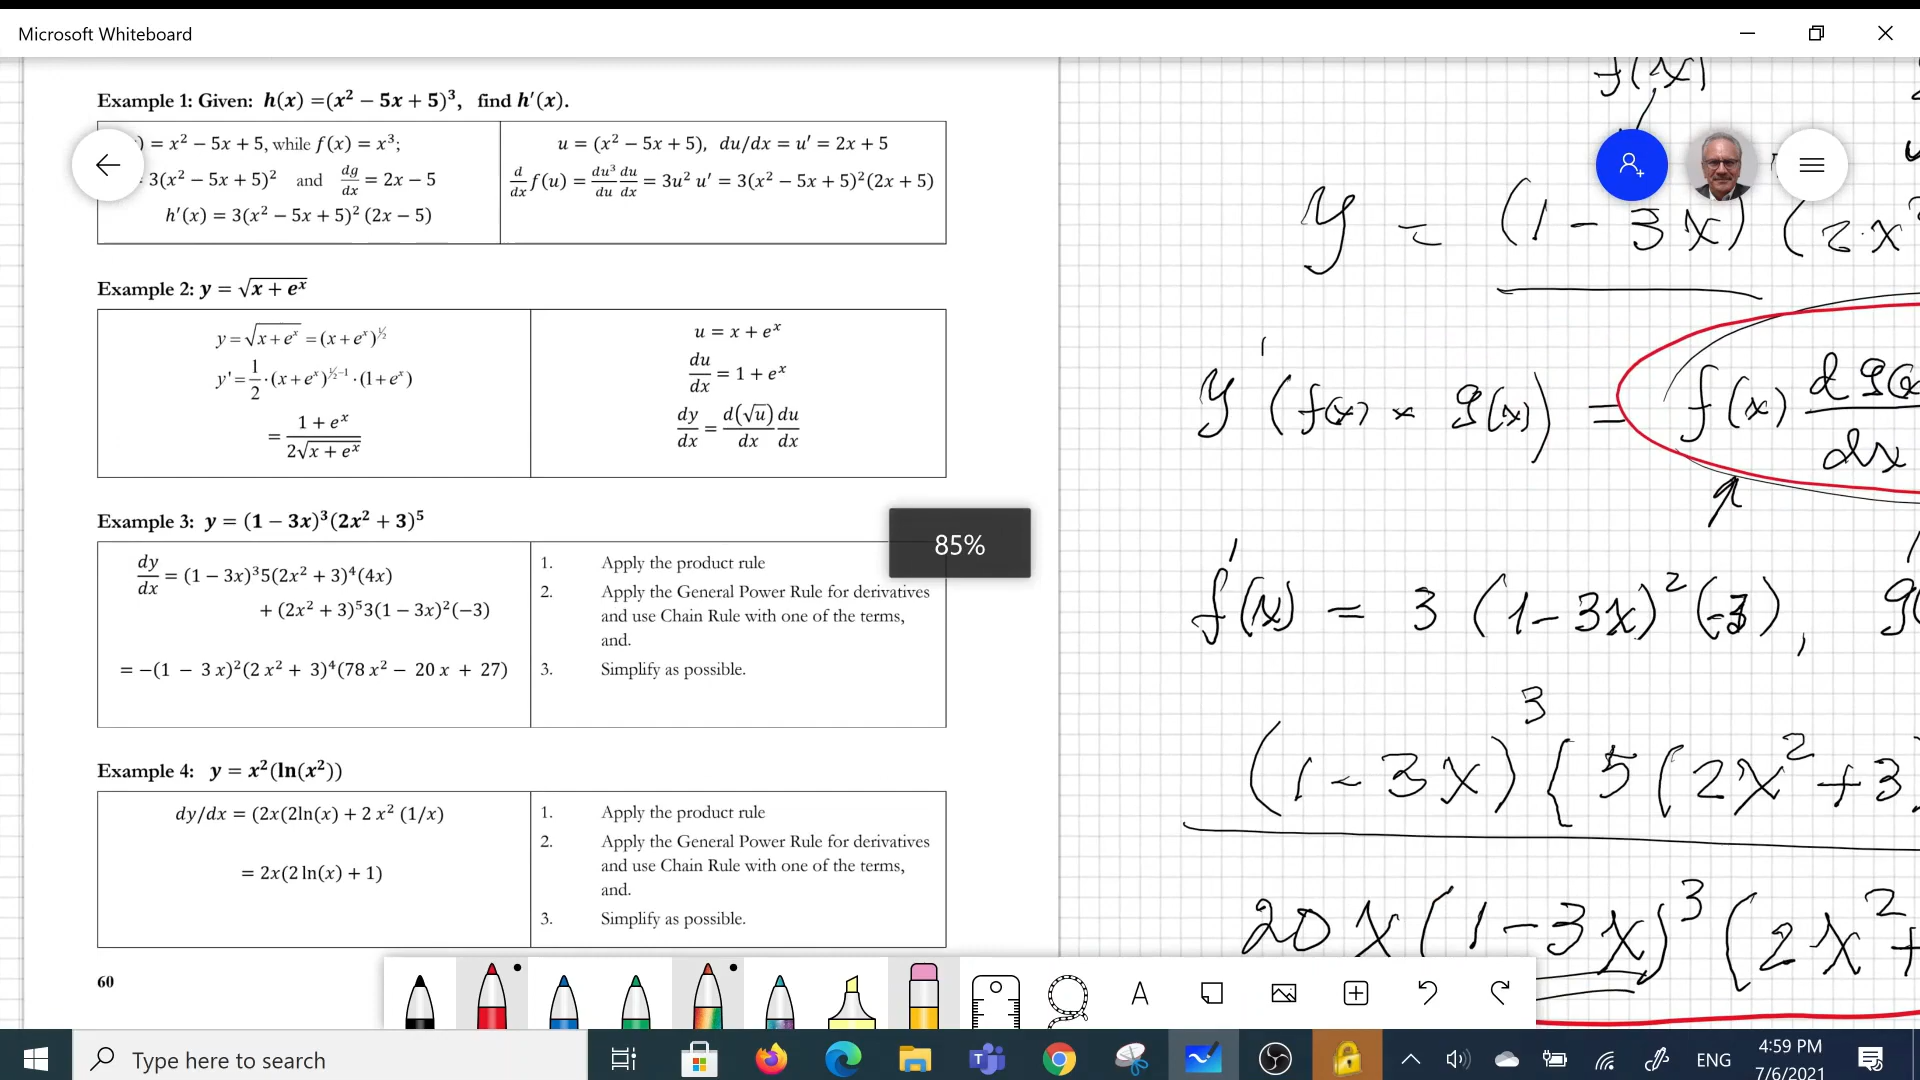 Microsoft Whiteboard
Example 1: Given: h(x) =(x² − 5x + 5)³, find h′(x).
) = x² − 5x + 5, while f(x) = x³;
3(x² − 5x + 5)² and dg/dx = 2x − 5
h′(x) = 3(x² − 5x + 5)² (2x − 5)
u = (x² − 5x + 5), du/dx = u′ = 2x + 5
d/dx f(u) = du³/du du/dx = 3u² u′ = 3(x² − 5x + 5)²(2x + 5)
Example 2: y = √(x + eˣ)
y = √(x + eˣ) = (x + eˣ)^½
y' = 1/2 · (x + eˣ)^(½−1) · (1 + eˣ)
= (1 + eˣ)/(2√(x + eˣ))
u = x + eˣ
du/dx = 1 + eˣ
dy/dx = d(√u)/dx du/dx
Example 3: y = (1 − 3x)³(2x² + 3)⁵
dy/dx = (1 − 3x)³5(2x² + 3)⁴(4x)
+ (2x² + 3)⁵3(1 − 3x)²(−3)
= −(1 − 3x)²(2x² + 3)⁴(78x² − 20x + 27)
1. Apply the product rule
2. Apply the General Power Rule for derivatives
and use Chain Rule with one of the terms,
and.
3. Simplify as possible.
Example 4: y = x²(ln(x²))
dy/dx = (2x(2ln(x) + 2x² (1/x)
= 2x(2 ln(x) + 1)
1. Apply the product rule
2. Apply the General Power Rule for derivatives
and use Chain Rule with one of the terms,
and.
3. Simplify as possible.
60
85%
f(x)
y = (1 − 3x) (2x
y′(f(x) * g(x)) = f(x) dg(x/dx
f′(x) = 3 (1−3x)² (−3), g(
(1 − 3x)³ { 5 (2x² + 3
20x(1−3x)³ (2x² +
A
Type here to search
ENG
4:59 PM
7/6/2021